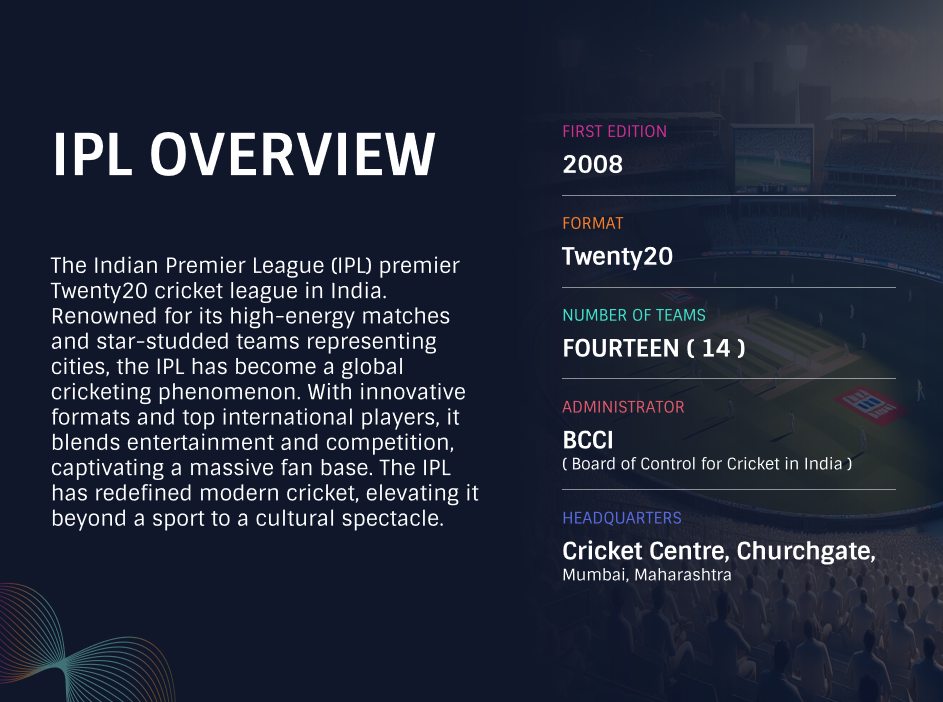 IPL OVERVIEW
The Indian Premier League (IPL) premier
Twenty20 cricket league in India.
Renowned for its high-energy matches
and star-studded teams representing
cities, the IPL has become a global
cricketing phenomenon. With innovative
formats and top international players, it
blends entertainment and competition,
captivating a massive fan base. The IPL
has redefined modern cricket, elevating it
beyond a sport to a cultural spectacle.
FIRST EDITION
2008
FORMAT
Twenty20
NUMBER OF TEAMS
FOURTEEN ( 14 )
ADMINISTRATOR
BCCI
( Board of Control for Cricket in India )
HEADQUARTERS
Cricket Centre, Churchgate,
Mumbai, Maharashtra